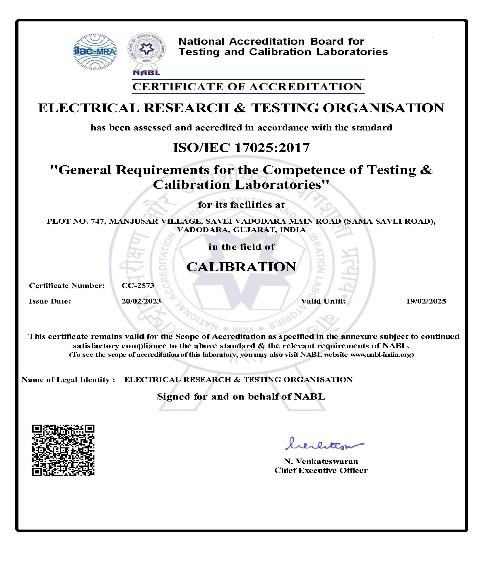 National Accreditation Board for
Testing and Calibration Laboratories
ilac-MRA
NABL
CERTIFICATE OF ACCREDITATION
ELECTRICAL RESEARCH & TESTING ORGANISATION
has been assessed and accredited in accordance with the standard
ISO/IEC 17025:2017
"General Requirements for the Competence of Testing &
Calibration Laboratories"
for its facilities at
PLOT NO. 747, MANJUSAR VILLAGE, SAVLI VADODARA MAIN ROAD (SAMA SAVLI ROAD),
VADODARA, GUJARAT, INDIA
in the field of
CALIBRATION
Certificate Number: CC-2573
Issue Date: 20/02/2023 Valid Until: 19/02/2025
This certificate remains valid for the Scope of Accreditation as specified in the annexure subject to continued
satisfactory compliance to the above standard & the relevant requirements of NABL.
(To see the scope of accreditation of this laboratory, you may also visit NABL website www.nabl-india.org)
Name of Legal Identity : ELECTRICAL RESEARCH & TESTING ORGANISATION
Signed for and on behalf of NABL
N. Venkateswaran
Chief Executive Officer